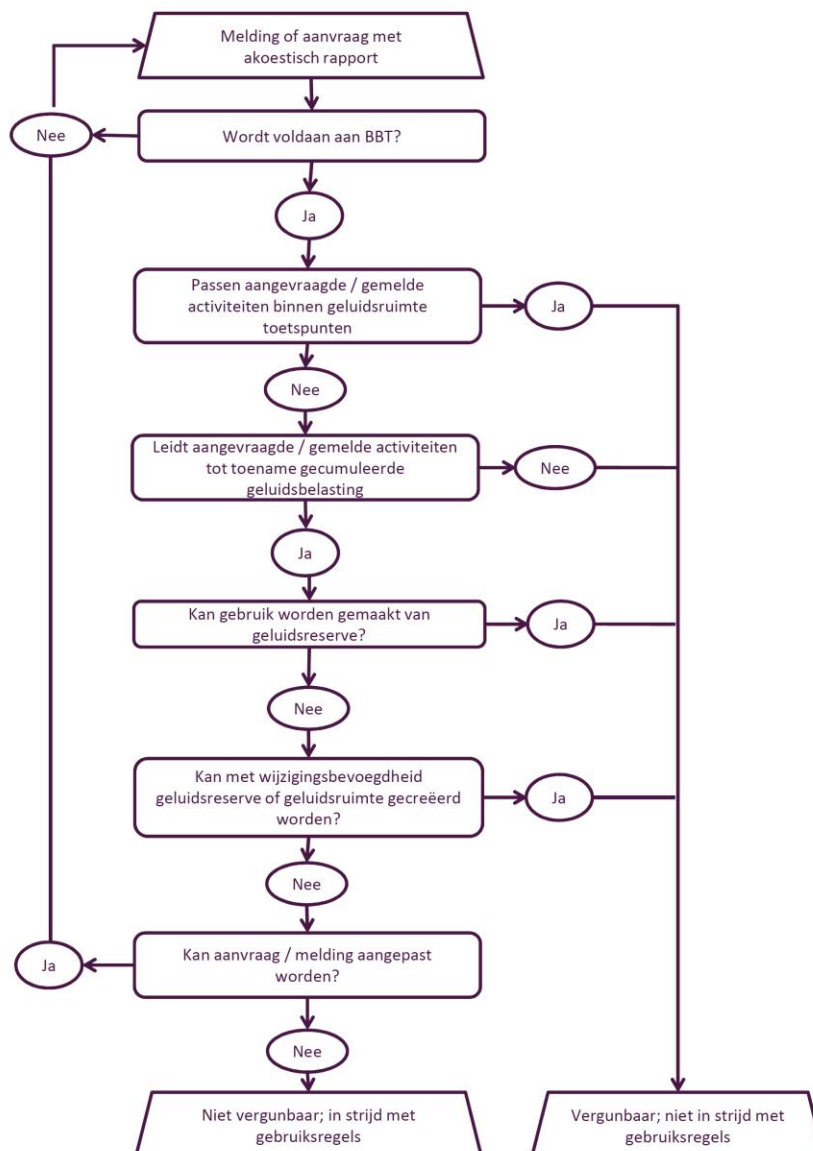 Melding of aanvraag met
akoestisch rapport
Nee
Wordt voldaan aan BBT?
Ja
Passen aangevraagde / gemelde
activiteiten binnen geluidsruimte
toetspunten
Ja
Nee
Leidt aangevraagde / gemelde activiteiten
tot toename gecumuleerde
geluidsbelasting
Nee
Ja
Kan gebruik worden gemaakt van
geluidsreserve?
Ja
Nee
Kan met wijzigingsbevoegdheid
geluidsreserve of geluidsruimte gecreëerd
worden?
Ja
Nee
Kan aanvraag / melding aangepast
worden?
Ja
Nee
Niet vergunbaar; in strijd met
gebruiksregels
Vergunbaar; niet in strijd met
gebruiksregels